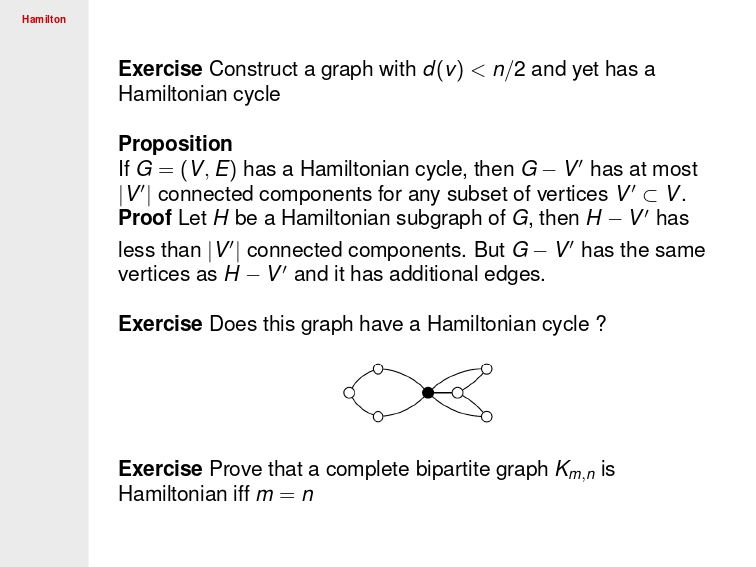 Hamilton
Exercise Construct a graph with d(v) < n/2 and yet has a
Hamiltonian cycle
Proposition
If G = (V, E) has a Hamiltonian cycle, then G − V′ has at most
|V′| connected components for any subset of vertices V′ ⊂ V.
Proof Let H be a Hamiltonian subgraph of G, then H − V′ has
less than |V′| connected components. But G − V′ has the same
vertices as H − V′ and it has additional edges.
Exercise Does this graph have a Hamiltonian cycle ?
Exercise Prove that a complete bipartite graph K_{m,n} is
Hamiltonian iff m = n